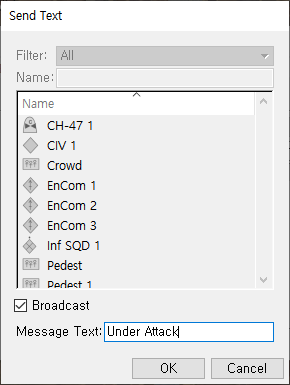 Send Text
Filter: All
Name:
Name
CH-47 1
CIV 1
Crowd
EnCom 1
EnCom 2
EnCom 3
Inf SQD 1
Pedest
Pedest 1
Broadcast
Message Text: Under Attack
OK Cancel